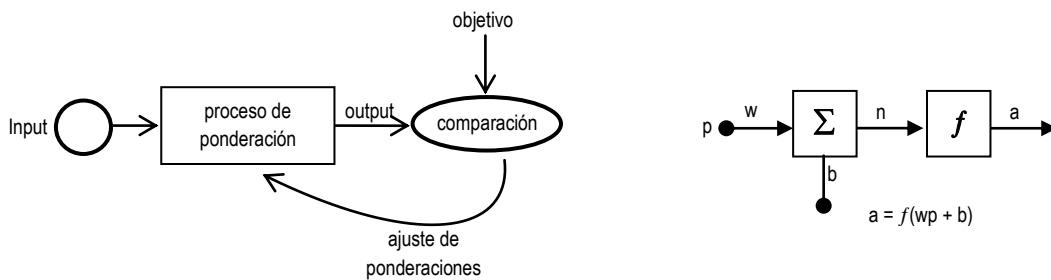 objetivo
Input
proceso de
ponderación
output
comparación
ajuste de
ponderaciones
p
w
Σ
n
f
a
b
a = f(wp + b)